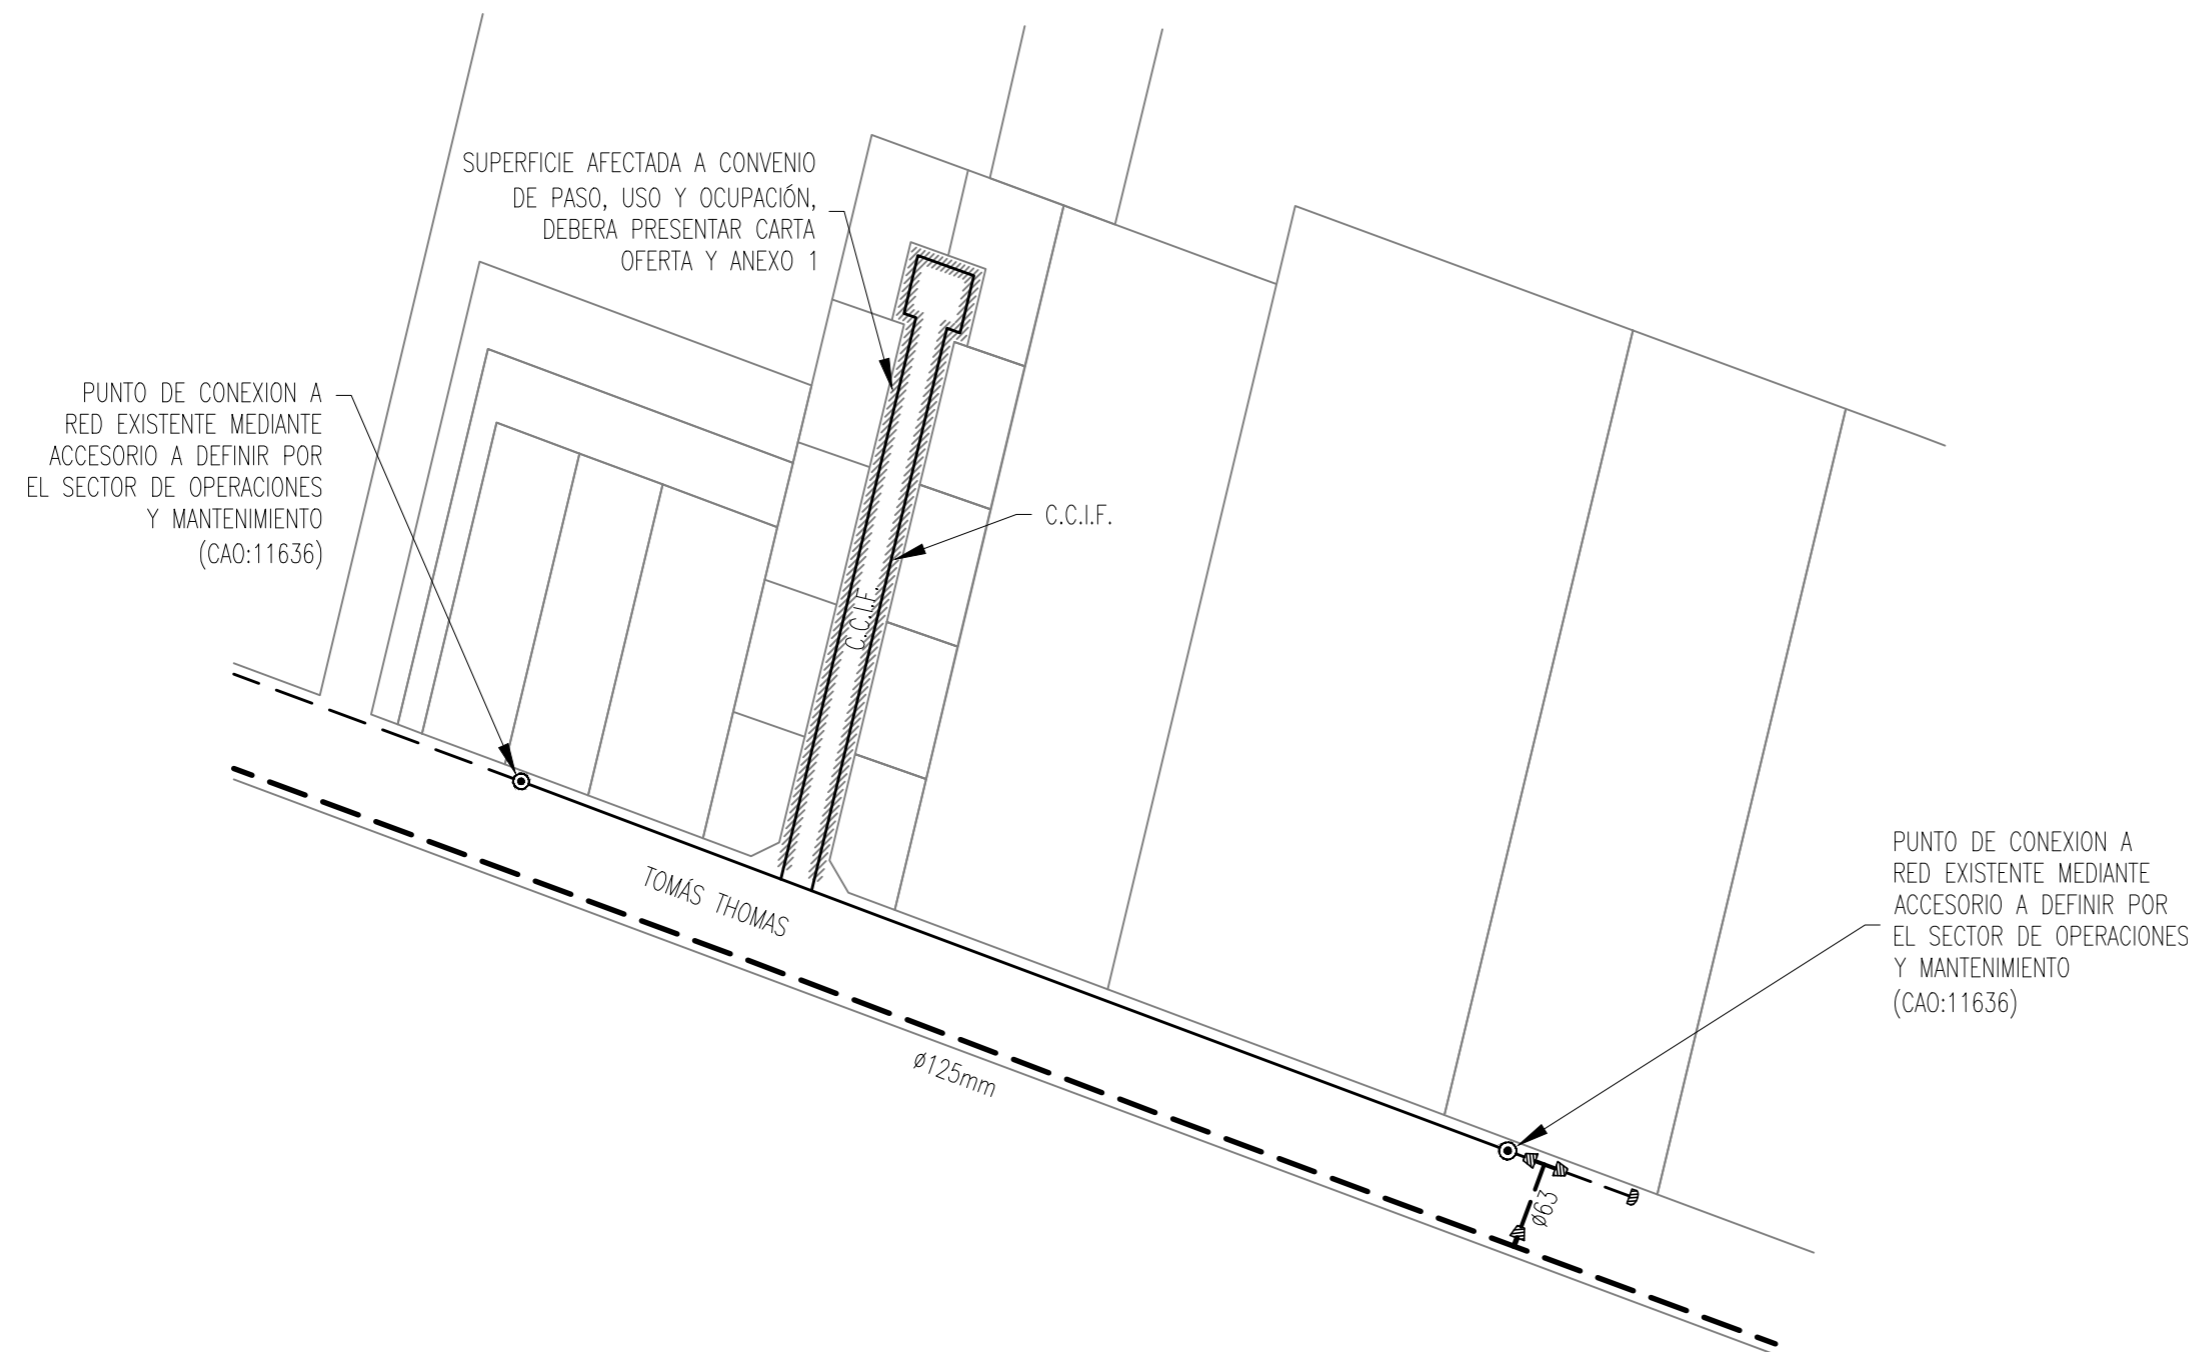 SUPERFICIE AFECTADA A CONVENIO
DE PASO, USO Y OCUPACIÓN,
DEBERA PRESENTAR CARTA
OFERTA Y ANEXO 1
PUNTO DE CONEXION A
RED EXISTENTE MEDIANTE
ACCESORIO A DEFINIR POR
EL SECTOR DE OPERACIONES
Y MANTENIMIENTO
(CAO:11636)
C.C.I.F.
C.C.I.F.
TOMÁS THOMAS
ø125mm
PUNTO DE CONEXION A
RED EXISTENTE MEDIANTE
ACCESORIO A DEFINIR POR
EL SECTOR DE OPERACIONES
Y MANTENIMIENTO
(CAO:11636)
ø63